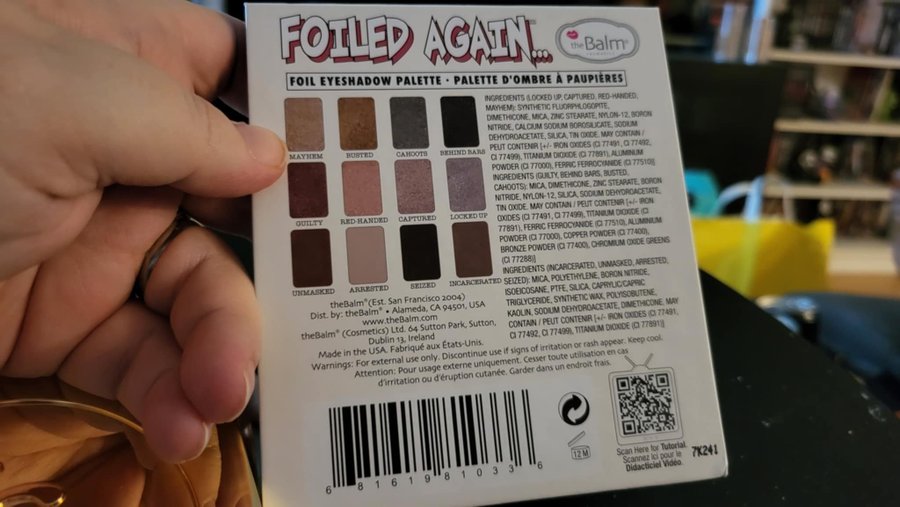 FOILED AGAIN...
theBalm®
COSMETICS
FOIL EYESHADOW PALETTE • PALETTE D'OMBRE À PAUPIÈRES
MAYHEM BUSTED CAHOOTS BEHIND BARS
GUILTY RED-HANDED CAPTURED LOCKED UP
UNMASKED ARRESTED SEIZED INCARCERATED
INGREDIENTS (LOCKED UP, CAPTURED, RED-HANDED,
MAYHEM): SYNTHETIC FLUORPHLOGOPITE,
DIMETHICONE, MICA, ZINC STEARATE, NYLON-12, BORON
NITRIDE, CALCIUM SODIUM BOROSILICATE, SODIUM
DEHYDROACETATE, SILICA, TIN OXIDE. MAY CONTAIN /
PEUT CONTENIR [+/- IRON OXIDES (CI 77491, CI 77492,
CI 77499), TITANIUM DIOXIDE (CI 77891), ALUMINUM
POWDER (CI 77000), FERRIC FERROCYANIDE (CI 77510)]
INGREDIENTS (GUILTY, BEHIND BARS, BUSTED,
CAHOOTS): MICA, DIMETHICONE, ZINC STEARATE, BORON
NITRIDE, NYLON-12, SILICA, SODIUM DEHYDROACETATE,
TIN OXIDE. MAY CONTAIN / PEUT CONTENIR [+/- IRON
OXIDES (CI 77491, CI 77499), TITANIUM DIOXIDE (CI
77891), FERRIC FERROCYANIDE (CI 77510), ALUMINUM
POWDER (CI 77000), COPPER POWDER (CI 77400),
BRONZE POWDER (CI 77400), CHROMIUM OXIDE GREENS
(CI 77288)]
INGREDIENTS (INCARCERATED, UNMASKED, ARRESTED,
SEIZED): MICA, POLYETHYLENE, BORON NITRIDE,
ISOEICOSANE, PTFE, SILICA, CAPRYLIC/CAPRIC
TRIGLYCERIDE, SYNTHETIC WAX, POLYISOBUTENE,
KAOLIN, SODIUM DEHYDROACETATE, DIMETHICONE, MAY
CONTAIN / PEUT CONTENIR [+/- IRON OXIDES (CI 77491,
CI 77492, CI 77499), TITANIUM DIOXIDE (CI 77891)]
theBalm® (Est. San Francisco 2004)
Dist. by: theBalm® • Alameda, CA 94501, USA
www.theBalm.com
theBalm® (Cosmetics) Ltd. 64 Sutton Park, Sutton,
Dublin 13, Ireland
Made in the USA. Fabriqué aux États-Unis.
Warnings: For external use only. Discontinue use if signs of irritation or rash appear. Keep cool.
Attention: Pour usage externe uniquement. Cesser toute utilisation en cas
d'irritation ou d'éruption cutanée. Garder dans un endroit frais.
6 81619 81033 6
12 M
Scan Here for Tutorial
Scannez ici pour le
Didacticiel Vidéo.
7K241